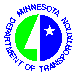 MINNESOTA
DEPARTMENT OF TRANSPORTATION